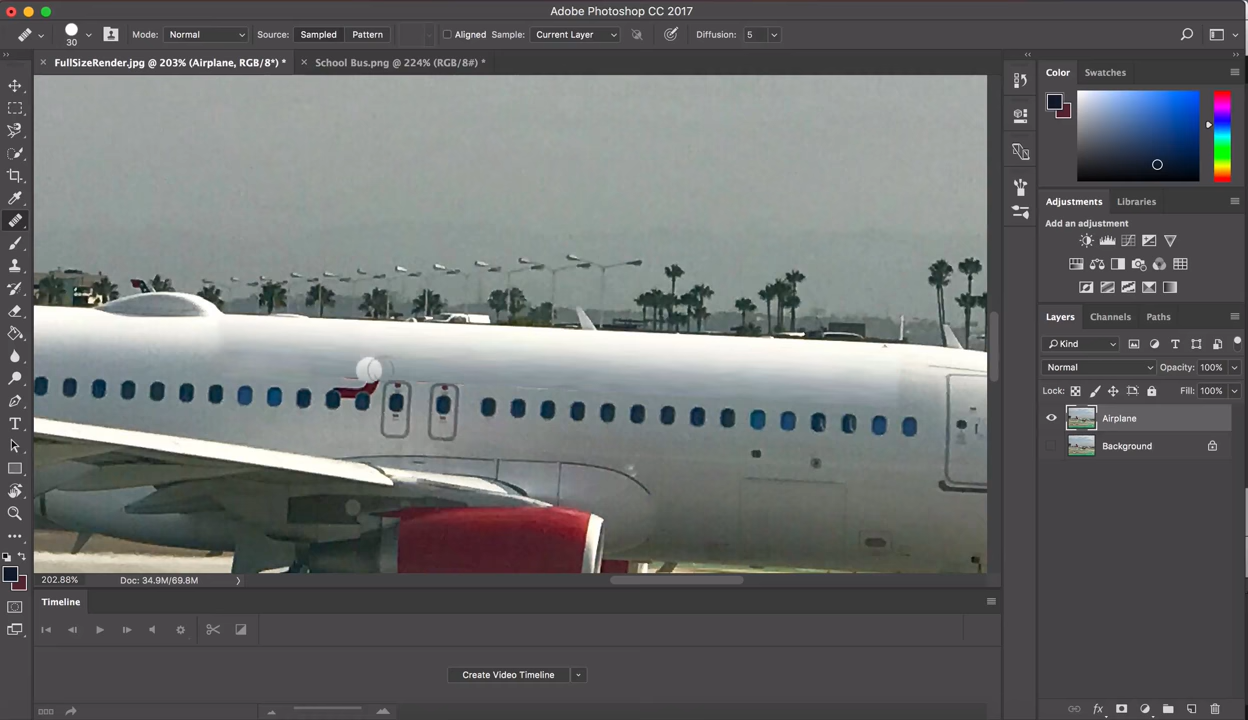 Adobe Photoshop CC 2017
30 Mode: Normal Source: Sampled Pattern Aligned Sample: Current Layer Diffusion: 5
FullSizeRender.jpg @ 203% (Airplane, RGB/8*) * School Bus.png @ 224% (RGB/8#) *
Color Swatches
Adjustments Libraries
Add an adjustment
Layers Channels Paths
Kind
Normal Opacity: 100%
Lock: Fill: 100%
Airplane
Background
202.88% Doc: 34.9M/69.8M
Timeline
Create Video Timeline